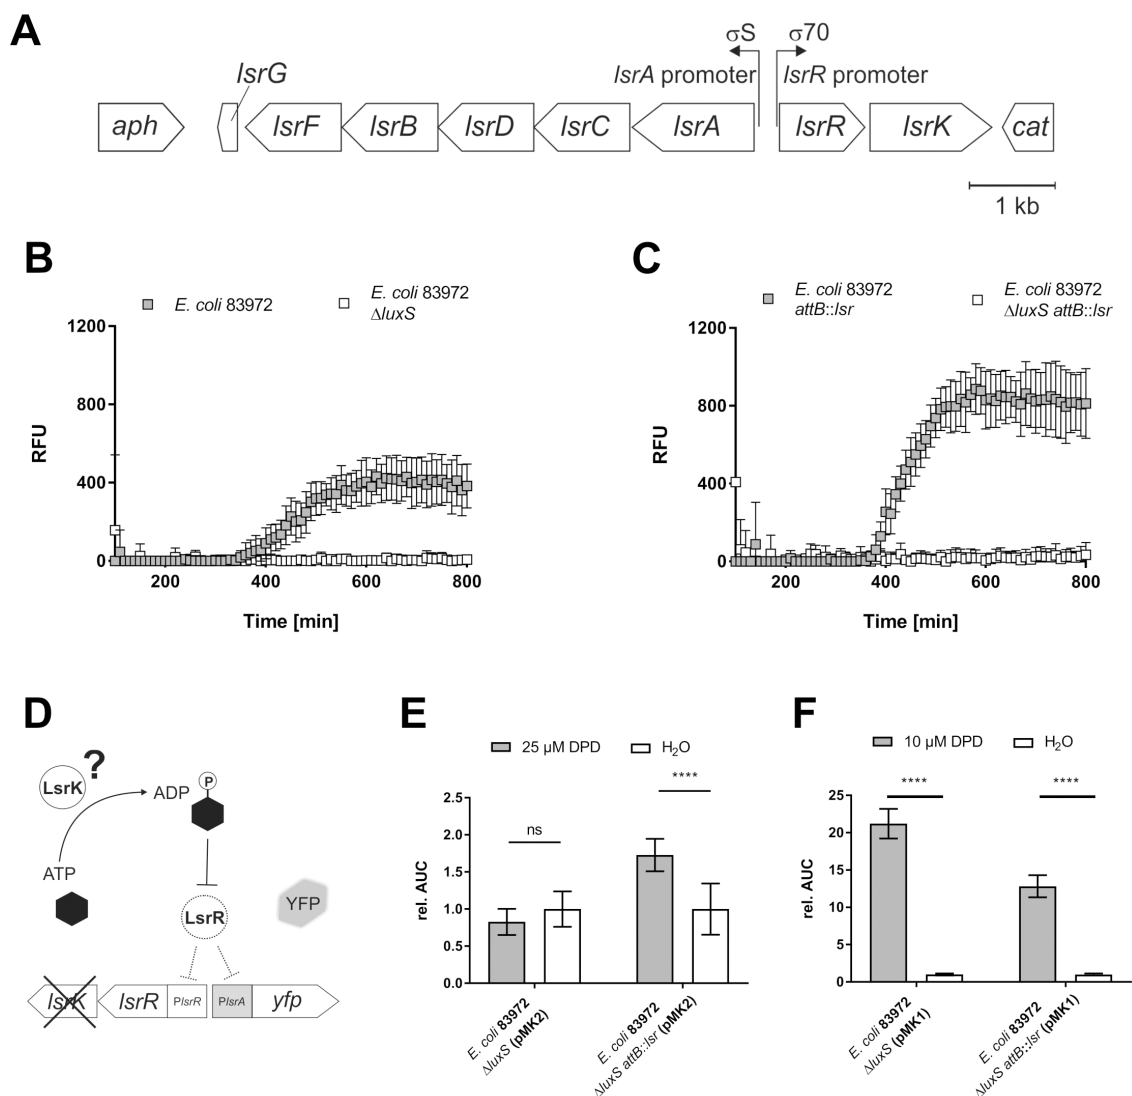 A
σS
σ70
lsrG
lsrA promoter
lsrR promoter
aph
lsrF
lsrB
lsrD
lsrC
lsrA
lsrR
lsrK
cat
1 kb
B
E. coli 83972
E. coli 83972
ΔluxS
1200
800
400
0
RFU
200
400
600
800
Time [min]
C
E. coli 83972
attB::lsr
E. coli 83972
ΔluxS attB::lsr
1200
800
400
0
RFU
200
400
600
800
Time [min]
D
LsrK
?
ADP
P
ATP
LsrR
YFP
lsrK
lsrR
PlsrR
PlsrA
yfp
E
25 µM DPD
H2O
****
ns
2.5
2.0
1.5
1.0
0.5
0.0
rel. AUC
E. coli 83972
ΔluxS (pMK2)
E. coli 83972
ΔluxS attB::lsr (pMK2)
F
10 µM DPD
H2O
****
****
25
20
15
10
5
0
rel. AUC
E. coli 83972
ΔluxS (pMK1)
E. coli 83972
ΔluxS attB::lsr (pMK1)